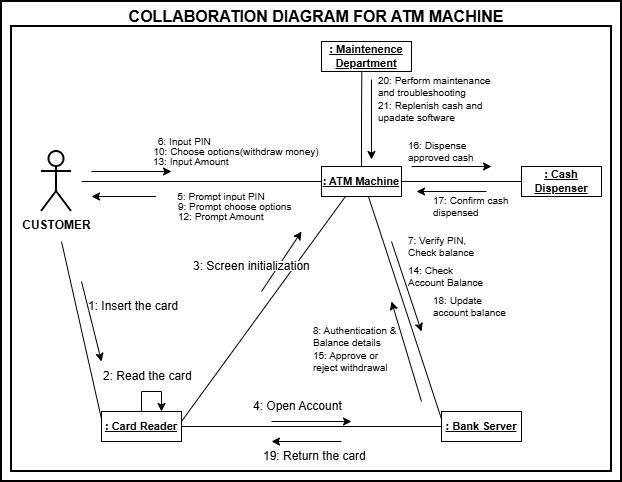 COLLABORATION DIAGRAM FOR ATM MACHINE
: Maintenence
Department
20: Perform maintenance
and troubleshooting
21: Replenish cash and
upadate software
6: Input PIN
10: Choose options(withdraw money)
13: Input Amount
16: Dispense
approved cash
: ATM Machine
: Cash
Dispenser
5: Prompt input PIN
9: Prompt choose options
12: Prompt Amount
17: Confirm cash
dispensed
CUSTOMER
7: Verify PIN,
Check balance
3: Screen initialization
14: Check
Account Balance
1: Insert the card
18: Update
account balance
8: Authentication &
Balance details
15: Approve or
reject withdrawal
2: Read the card
4: Open Account
: Card Reader
: Bank Server
19: Return the card